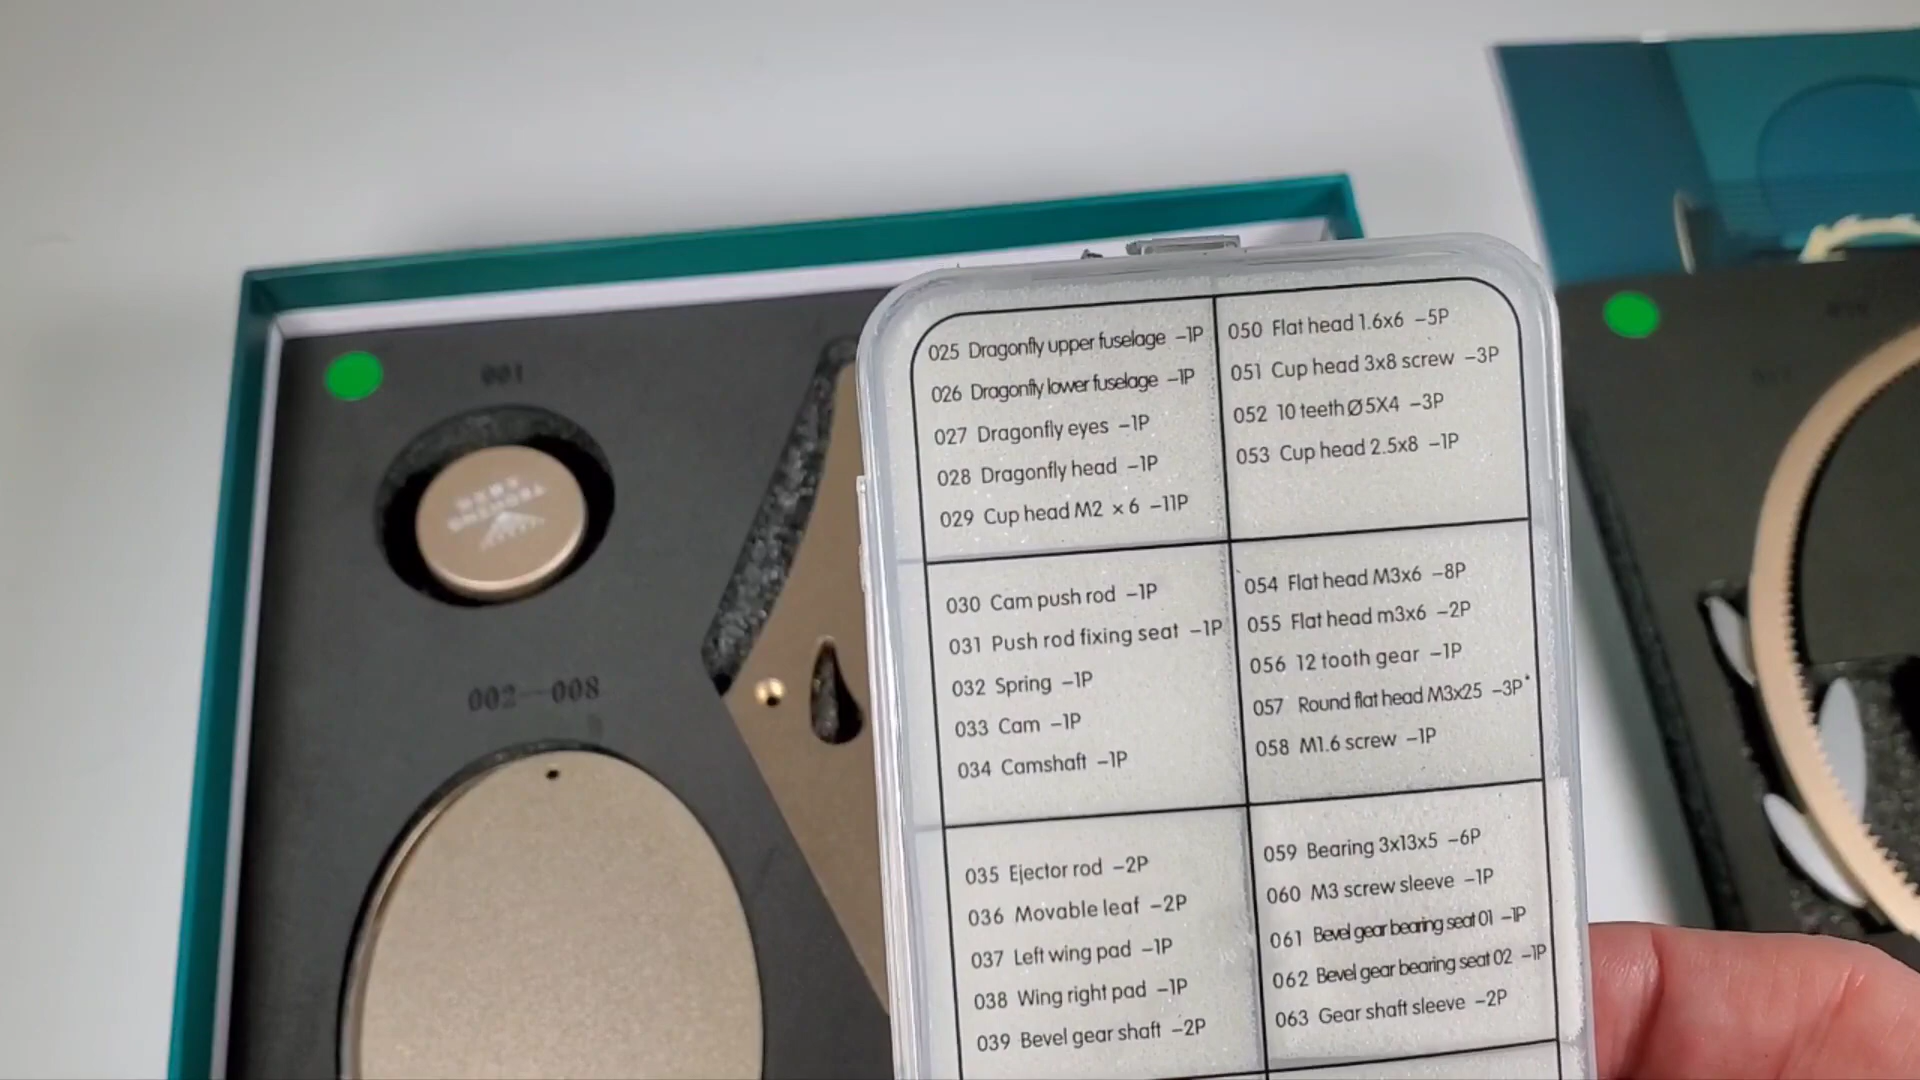 001
002—008
025 Dragonfly upper fuselage –1P
026 Dragonfly lower fuselage –1P
027 Dragonfly eyes –1P
028 Dragonfly head –1P
029 Cup head M2 × 6 –11P
050 Flat head 1.6x6 –5P
051 Cup head 3x8 screw –3P
052 10 teeth Ø5X4 –3P
053 Cup head 2.5x8 –1P
030 Cam push rod –1P
031 Push rod fixing seat –1P
032 Spring –1P
033 Cam –1P
034 Camshaft –1P
054 Flat head M3x6 –8P
055 Flat head m3x6 –2P
056 12 tooth gear –1P
057 Round flat head M3x25 –3P
058 M1.6 screw –1P
035 Ejector rod –2P
036 Movable leaf –2P
037 Left wing pad –1P
038 Wing right pad –1P
039 Bevel gear shaft –2P
059 Bearing 3x13x5 –6P
060 M3 screw sleeve –1P
061 Bevel gear bearing seat 01 –1P
062 Bevel gear bearing seat 02 –1P
063 Gear shaft sleeve –2P